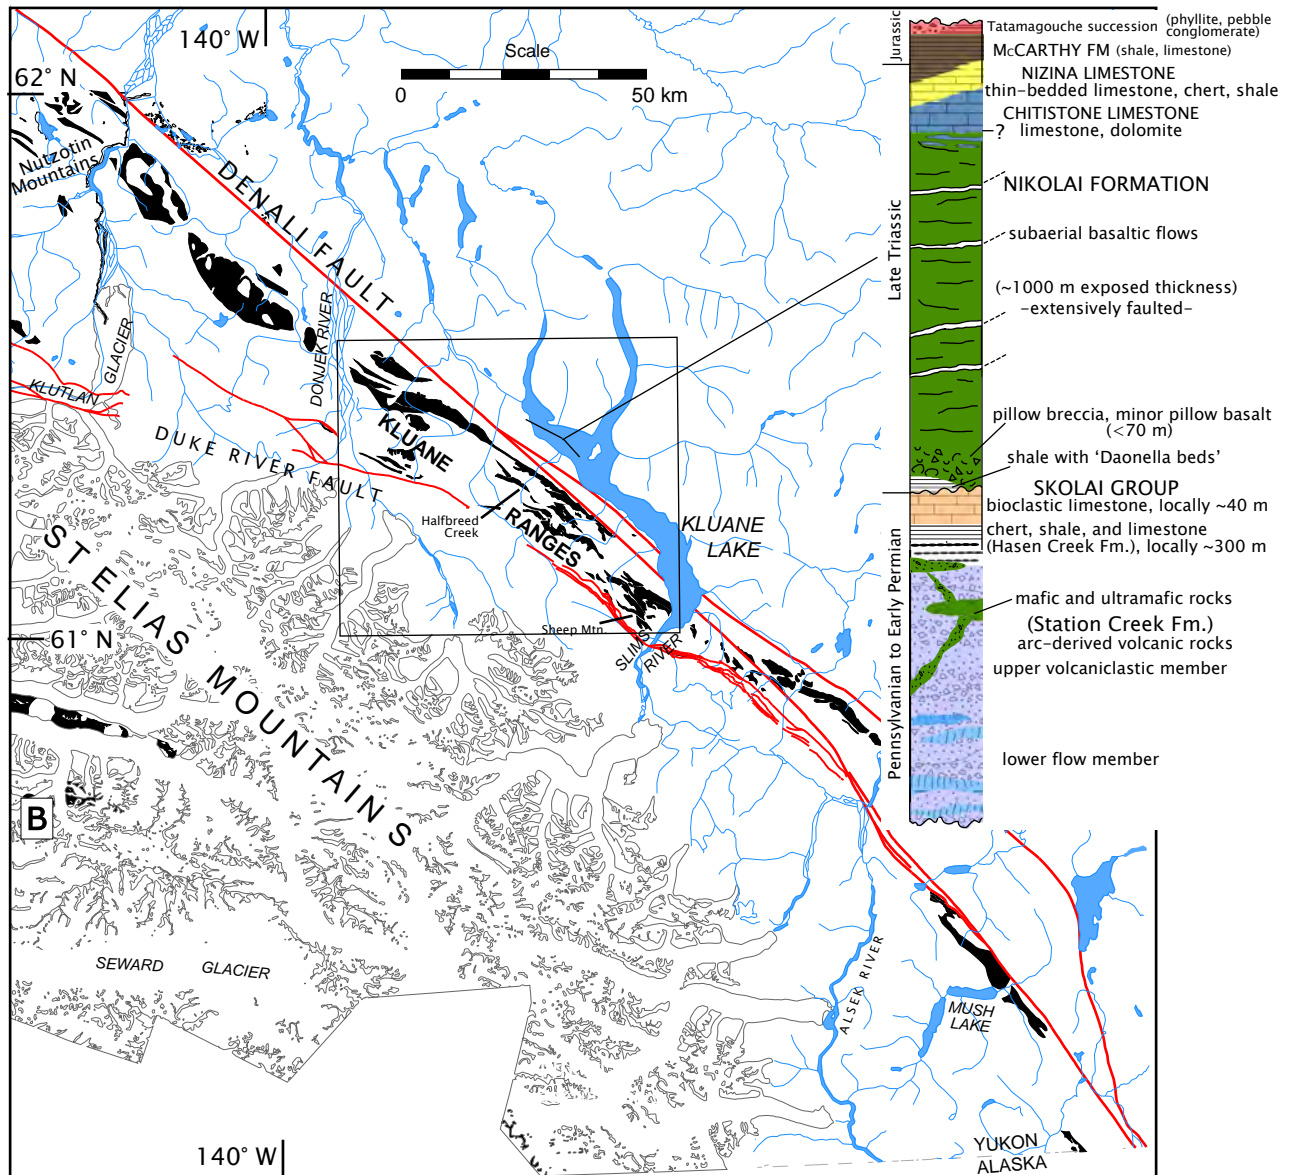 140° W
62° N
Scale
0 50 km
Nutzotin
Mountains
DENALI FAULT
DONJEK RIVER
GLACIER
KLUTLAN
DUKE RIVER FAULT
KLUANE
RANGES
Halfbreed
Creek
KLUANE
LAKE
Sheep Mtn.
SLIMS
RIVER
61° N
ST ELIAS MOUNTAINS
B
SEWARD GLACIER
ALSEK RIVER
MUSH
LAKE
YUKON
ALASKA
140° W
Jurassic
Late Triassic
Pennsylvanian to Early Permian
Tatamagouche succession (phyllite, pebble
conglomerate)
McCARTHY FM (shale, limestone)
NIZINA LIMESTONE
thin-bedded limestone, chert, shale
CHITISTONE LIMESTONE
? limestone, dolomite
NIKOLAI FORMATION
subaerial basaltic flows
(~1000 m exposed thickness)
-extensively faulted-
pillow breccia, minor pillow basalt
(<70 m)
shale with 'Daonella beds'
SKOLAI GROUP
bioclastic limestone, locally ~40 m
chert, shale, and limestone
(Hasen Creek Fm.), locally ~300 m
mafic and ultramafic rocks
(Station Creek Fm.)
arc-derived volcanic rocks
upper volcaniclastic member
lower flow member